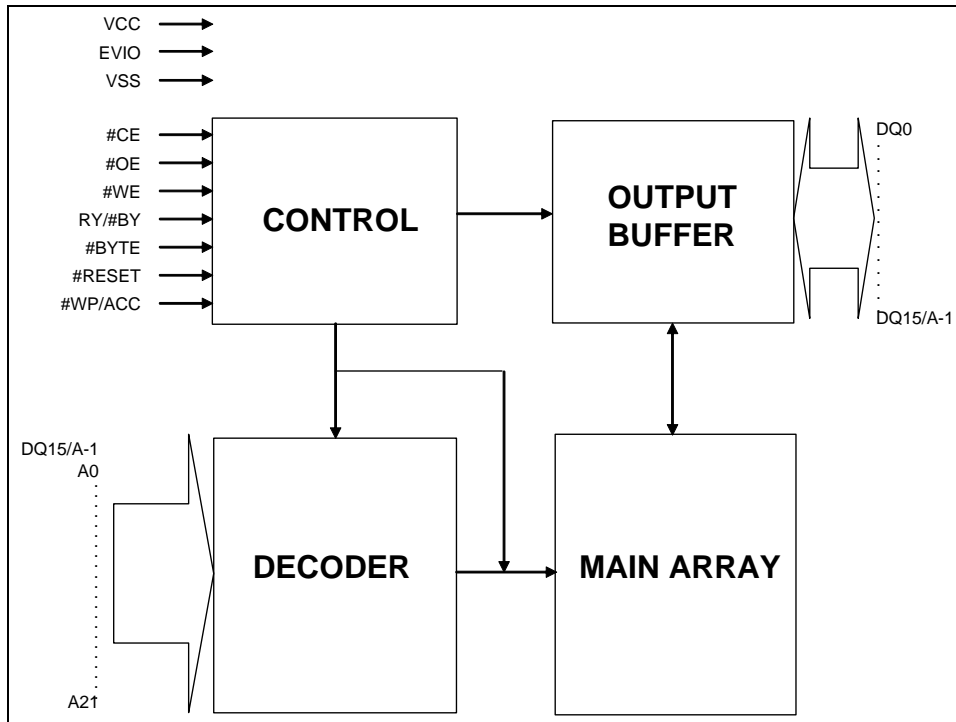 VCC
EVIO
VSS
#CE
#OE
#WE
RY/#BY
#BYTE
#RESET
#WP/ACC
CONTROL
OUTPUT
BUFFER
DQ0
DQ15/A-1
DQ15/A-1
A0
A21
DECODER
MAIN ARRAY